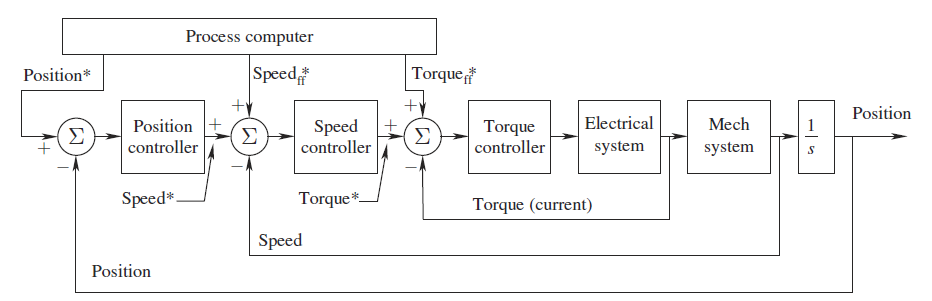 Process computer
Position*
Speed*ff
Torque*ff
+
+
Position
controller
+
Σ
Speed
controller
+
Σ
Torque
controller
Electrical
system
Mech
system
1
s
Position
Σ
+
−
−
−
Speed*
Torque*
Torque (current)
Speed
Position